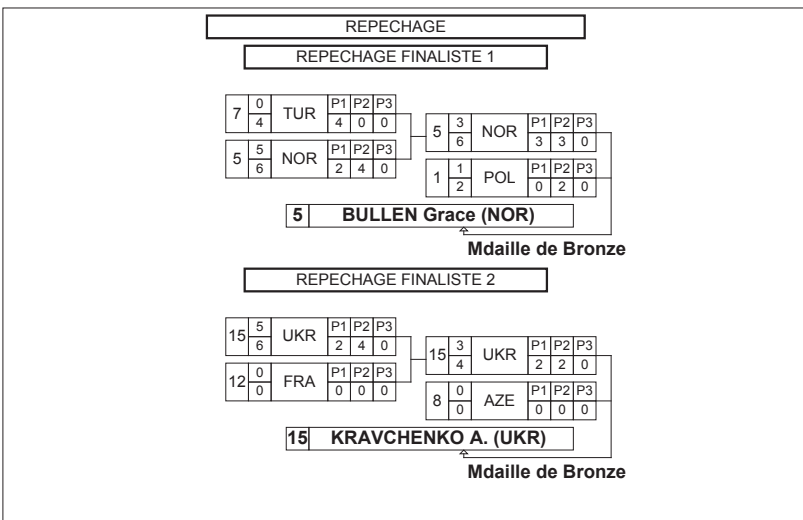 REPECHAGE
REPECHAGE FINALISTE 1
7 0 4 TUR P1 P2 P3 4 0 0
5 5 6 NOR P1 P2 P3 2 4 0
5 3 6 NOR P1 P2 P3 3 3 0
1 1 2 POL P1 P2 P3 0 2 0
5 BULLEN Grace (NOR)
Mdaille de Bronze
REPECHAGE FINALISTE 2
15 5 6 UKR P1 P2 P3 2 4 0
12 0 0 FRA P1 P2 P3 0 0 0
15 3 4 UKR P1 P2 P3 2 2 0
8 0 0 AZE P1 P2 P3 0 0 0
15 KRAVCHENKO A. (UKR)
Mdaille de Bronze